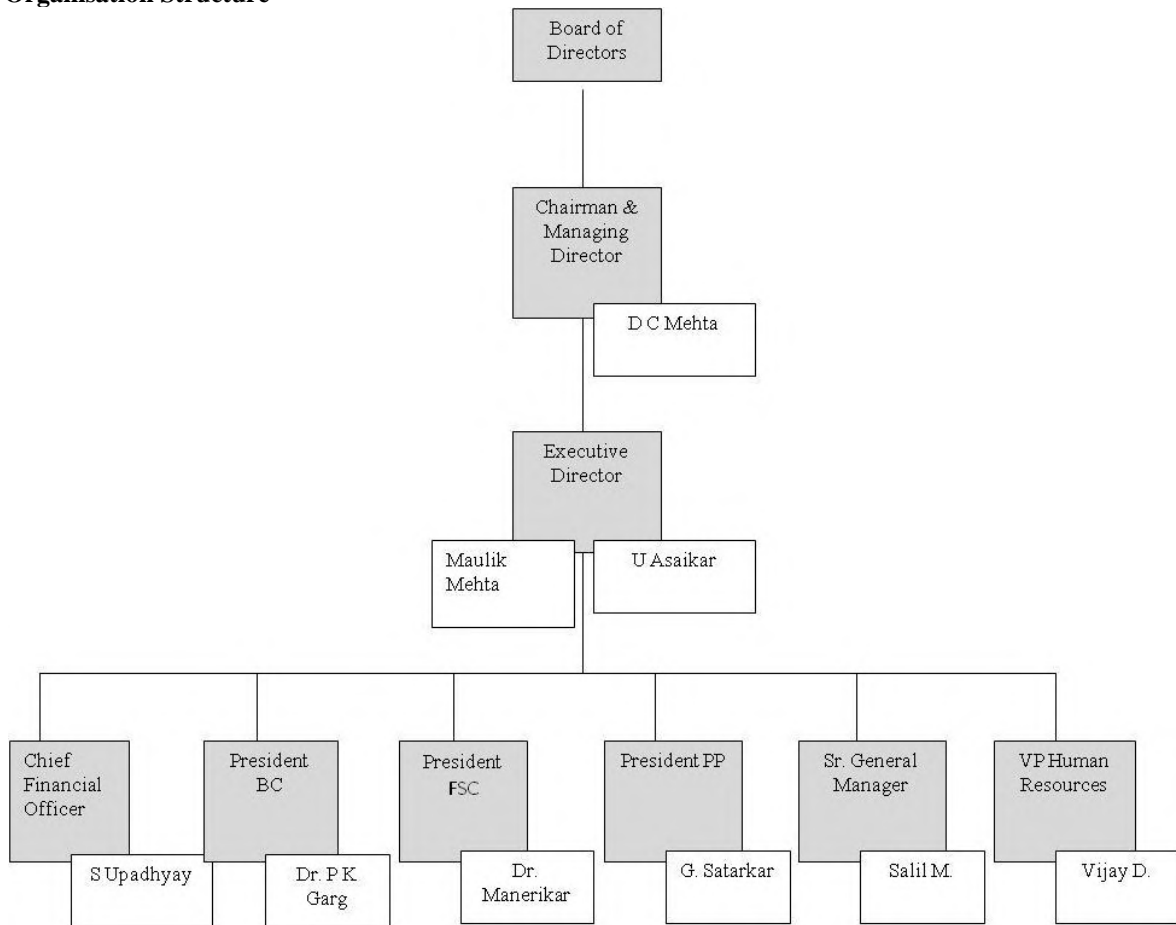 Organisation Structure
Board of
Directors
Chairman &
Managing
Director
D C Mehta
Executive
Director
Maulik
Mehta
U Asaikar
Chief
Financial
Officer
S Upadhyay
President
BC
Dr. P K
Garg
President
FSC
Dr.
Manerikar
President PP
G. Satarkar
Sr. General
Manager
Salil M.
VP Human
Resources
Vijay D.